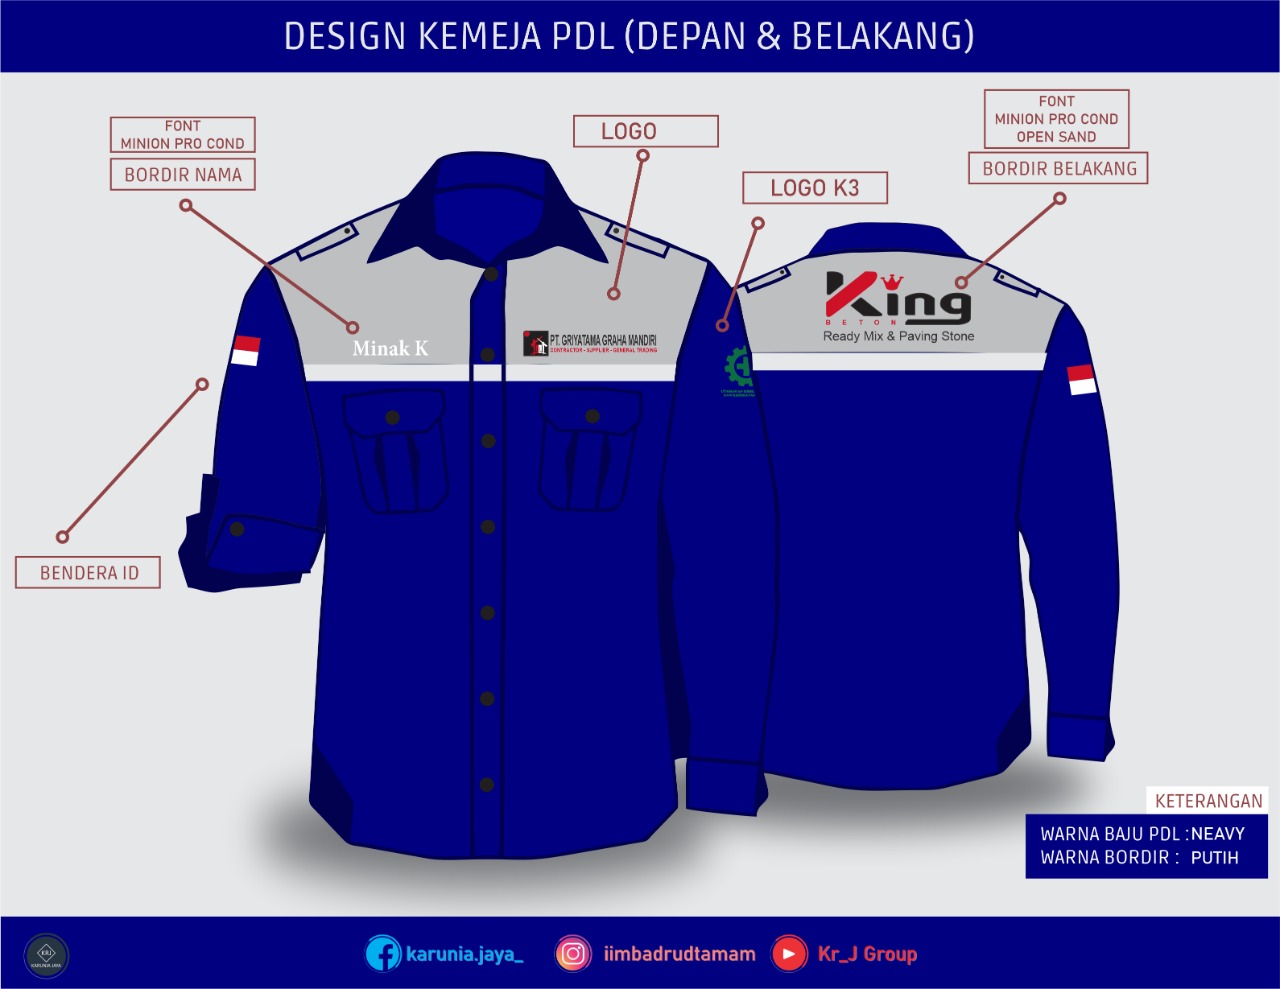 DESIGN KEMEJA PDL (DEPAN & BELAKANG)
FONT
MINION PRO COND
BORDIR NAMA
LOGO
LOGO K3
FONT
MINION PRO COND
OPEN SAND
BORDIR BELAKANG
King
BETON
Ready Mix & Paving Stone
Minak K
PT. GRIYATAMA GRAHA MANDIRI
CONTRACTOR - SUPPLIER - GENERAL TRADING
BENDERA ID
KETERANGAN
WARNA BAJU PDL : NEAVY
WARNA BORDIR : PUTIH
KRJ
KARUNIA JAYA
karunia.jaya_
iimbadrudtamam
Kr_J Group